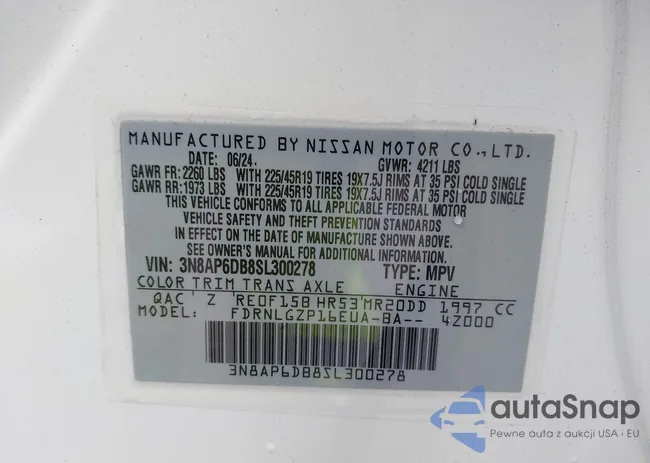 MANUFACTURED BY NISSAN MOTOR CO.,LTD.
DATE: 06/24. GVWR: 4211 LBS
GAWR FR: 2260 LBS WITH 225/45R19 TIRES 19X7.5J RIMS AT 35 PSI COLD SINGLE
GAWR RR: 1973 LBS WITH 225/45R19 TIRES 19X7.5J RIMS AT 35 PSI COLD SINGLE
THIS VEHICLE CONFORMS TO ALL APPLICABLE FEDERAL MOTOR
VEHICLE SAFETY AND THEFT PREVENTION STANDARDS
IN EFFECT ON THE DATE OF MANUFACTURE SHOWN ABOVE.
SEE OWNER'S MANUAL FOR ADDITIONAL INFORMATION.
VIN: 3N8AP6DB8SL300278 TYPE: MPV
COLOR TRIM TRANS AXLE ENGINE
QAC' Z 'RE0F15B HR53'MR20DD 1997 CC
MODEL: FDRNLGZP16EUA-BA-- 4Z000
3N8AP6DB8SL300278
autaSnap
Pewne auta z aukcji USA i EU